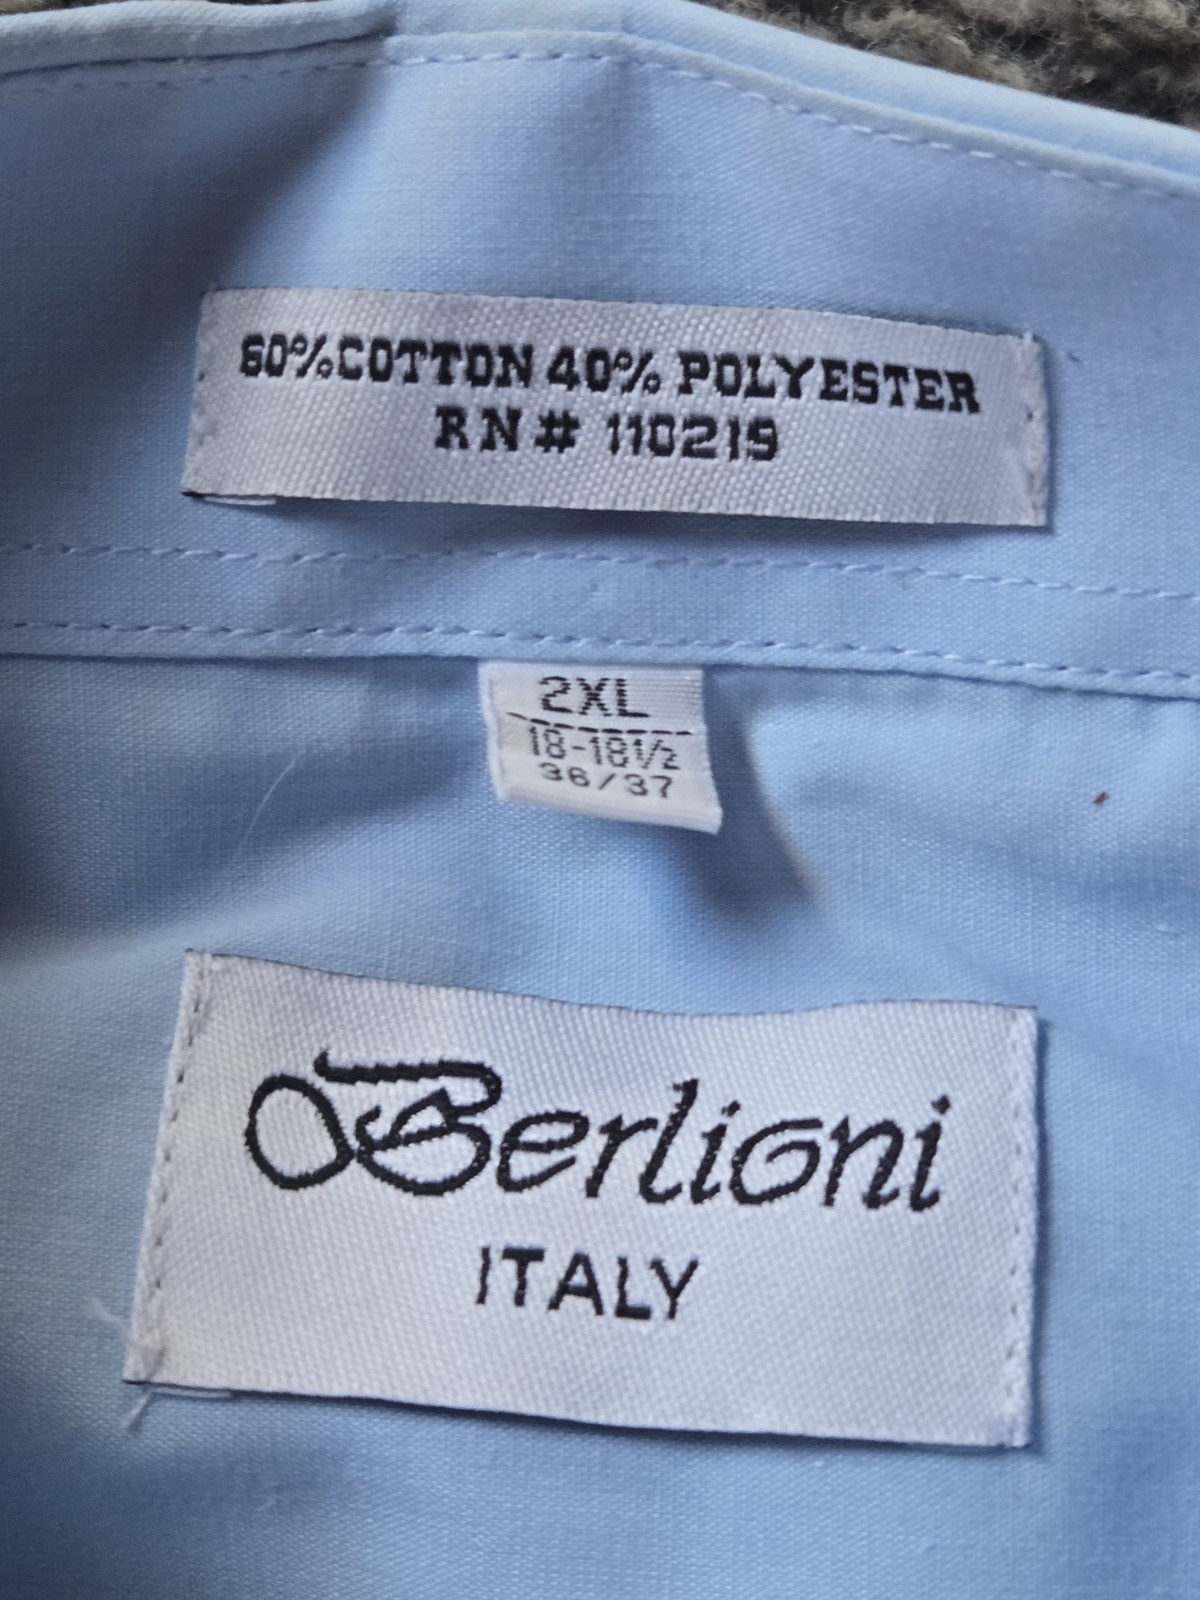 60%COTTON 40% POLYESTER
RN# 110219
2XL
18-18½
36/37
Berlioni
ITALY